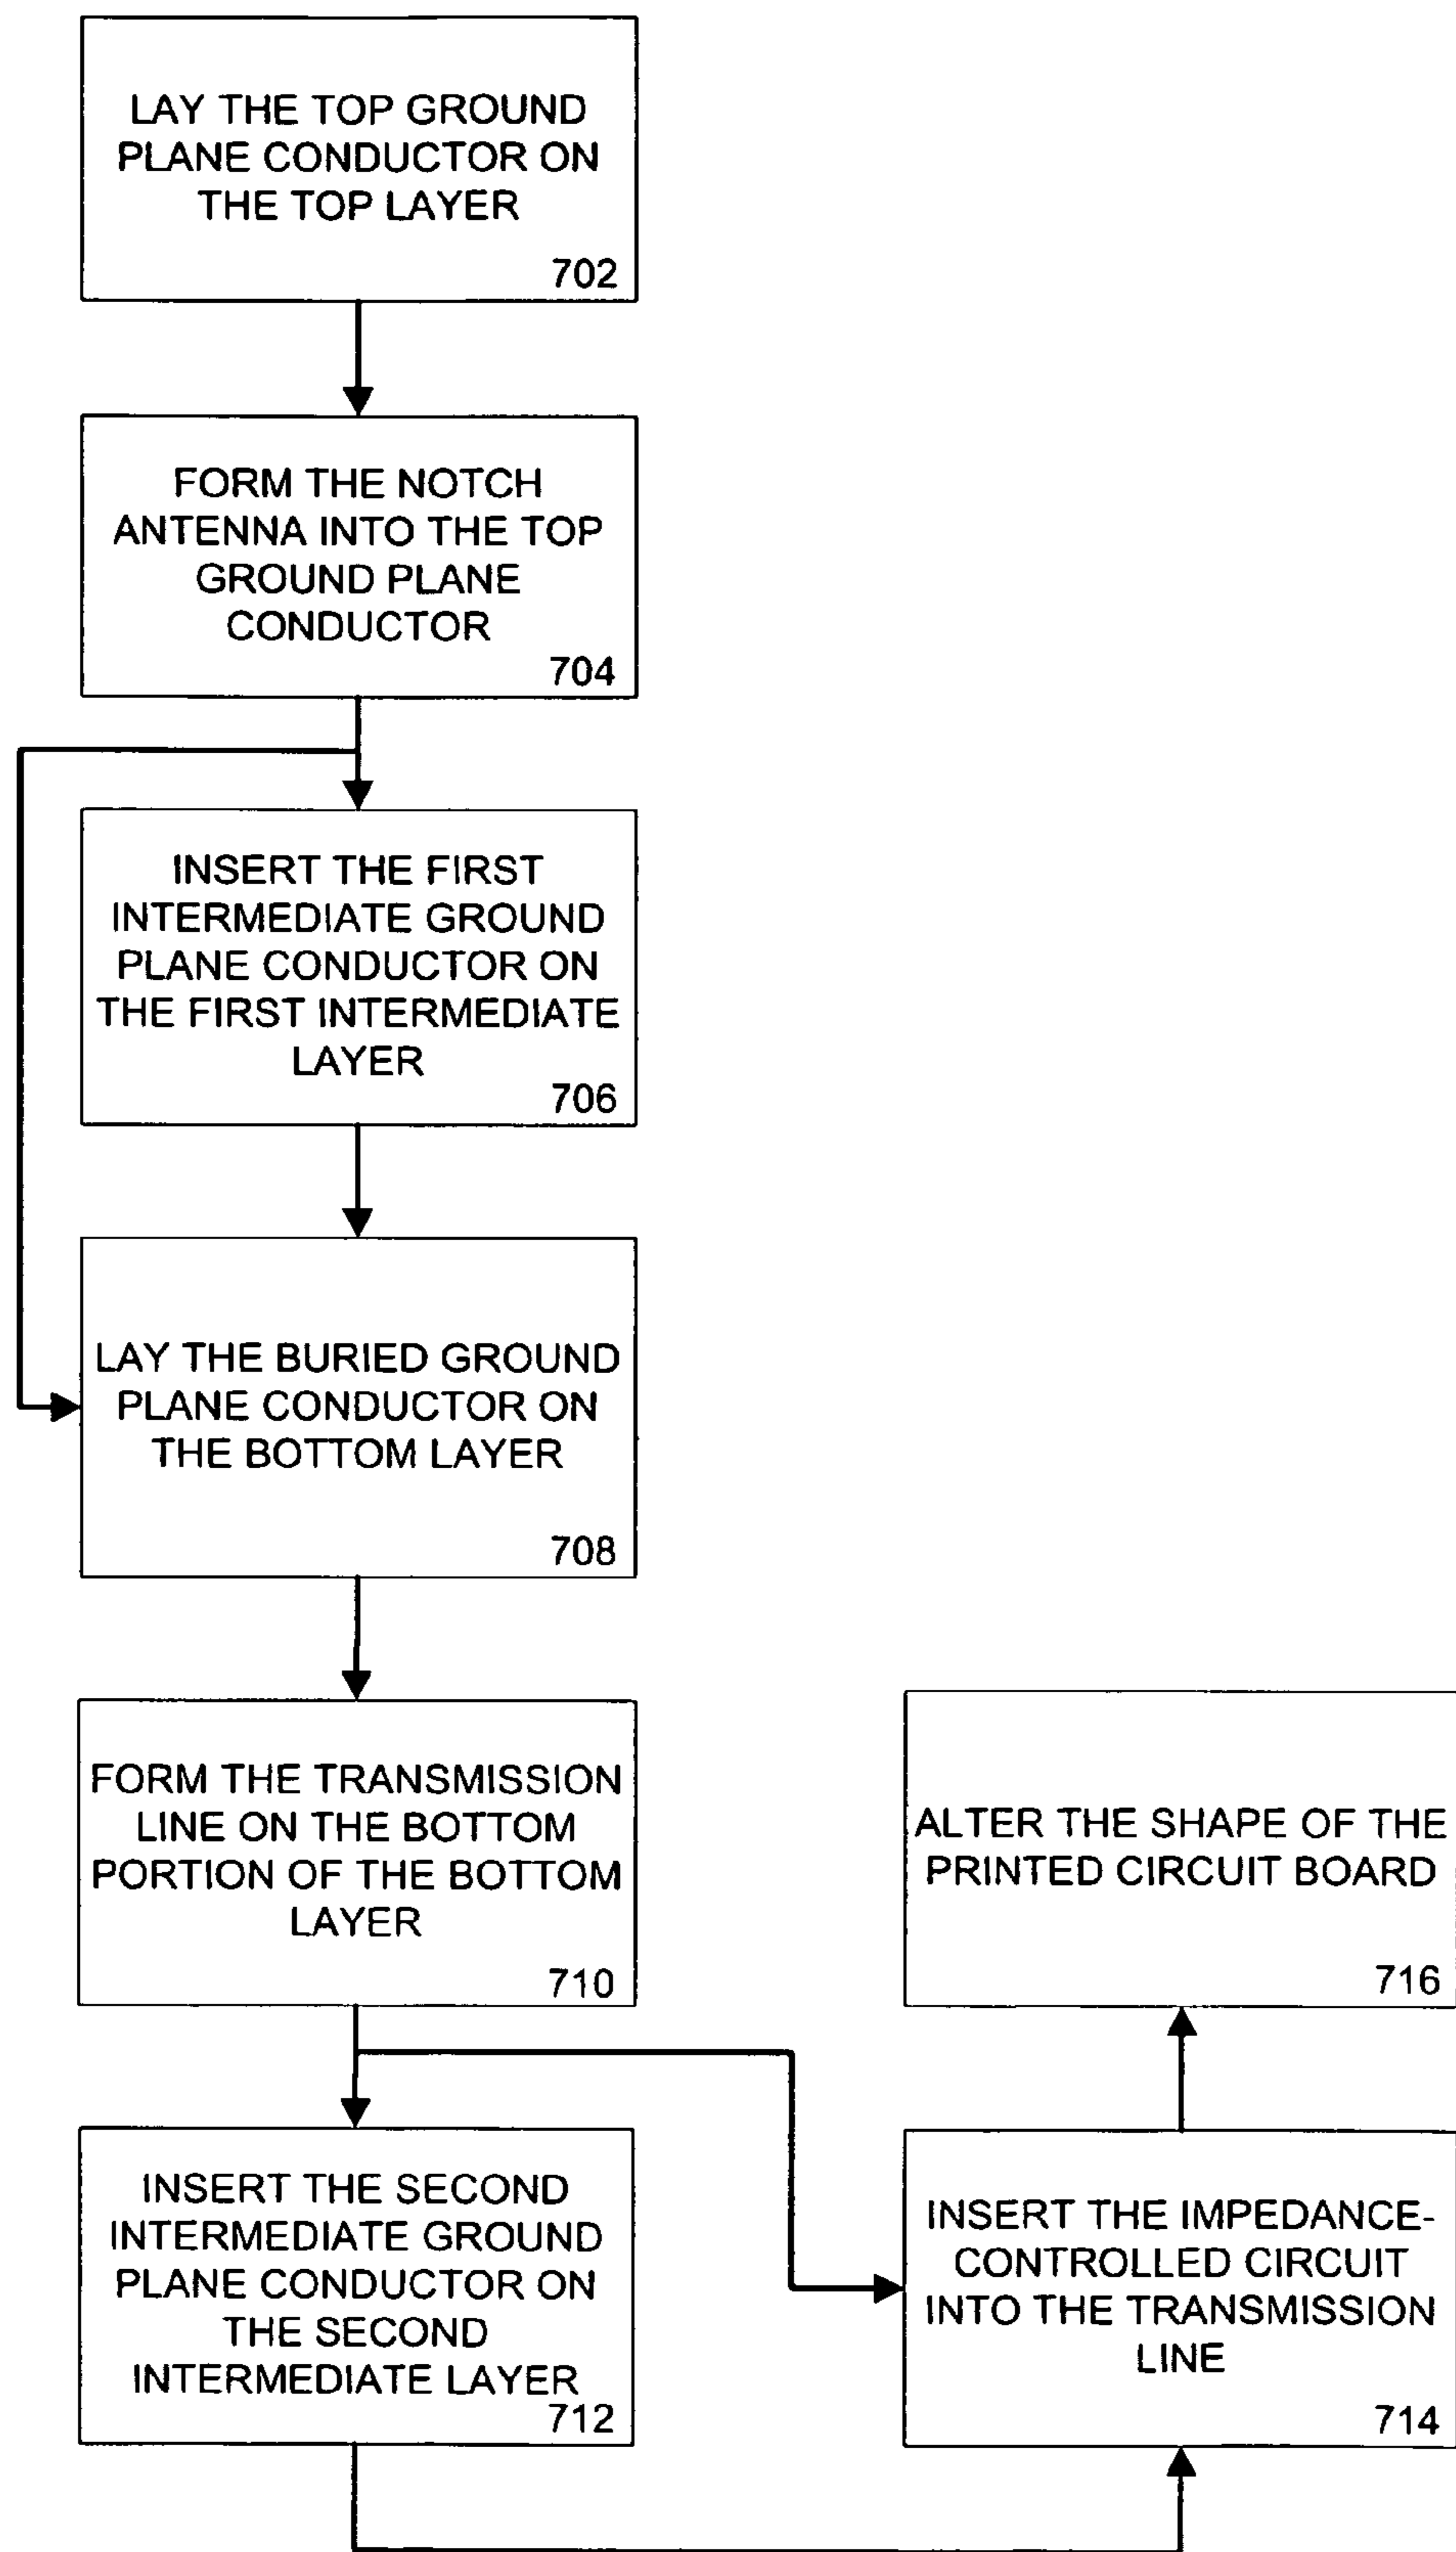 LAY THE TOP GROUND
PLANE CONDUCTOR ON
THE TOP LAYER
702
FORM THE NOTCH
ANTENNA INTO THE TOP
GROUND PLANE
CONDUCTOR
704
INSERT THE FIRST
INTERMEDIATE GROUND
PLANE CONDUCTOR ON
THE FIRST INTERMEDIATE
LAYER
706
LAY THE BURIED GROUND
PLANE CONDUCTOR ON
THE BOTTOM LAYER
708
FORM THE TRANSMISSION
LINE ON THE BOTTOM
PORTION OF THE BOTTOM
LAYER
710
INSERT THE SECOND
INTERMEDIATE GROUND
PLANE CONDUCTOR ON
THE SECOND
INTERMEDIATE LAYER
712
INSERT THE IMPEDANCE-
CONTROLLED CIRCUIT
INTO THE TRANSMISSION
LINE
714
ALTER THE SHAPE OF THE
PRINTED CIRCUIT BOARD
716